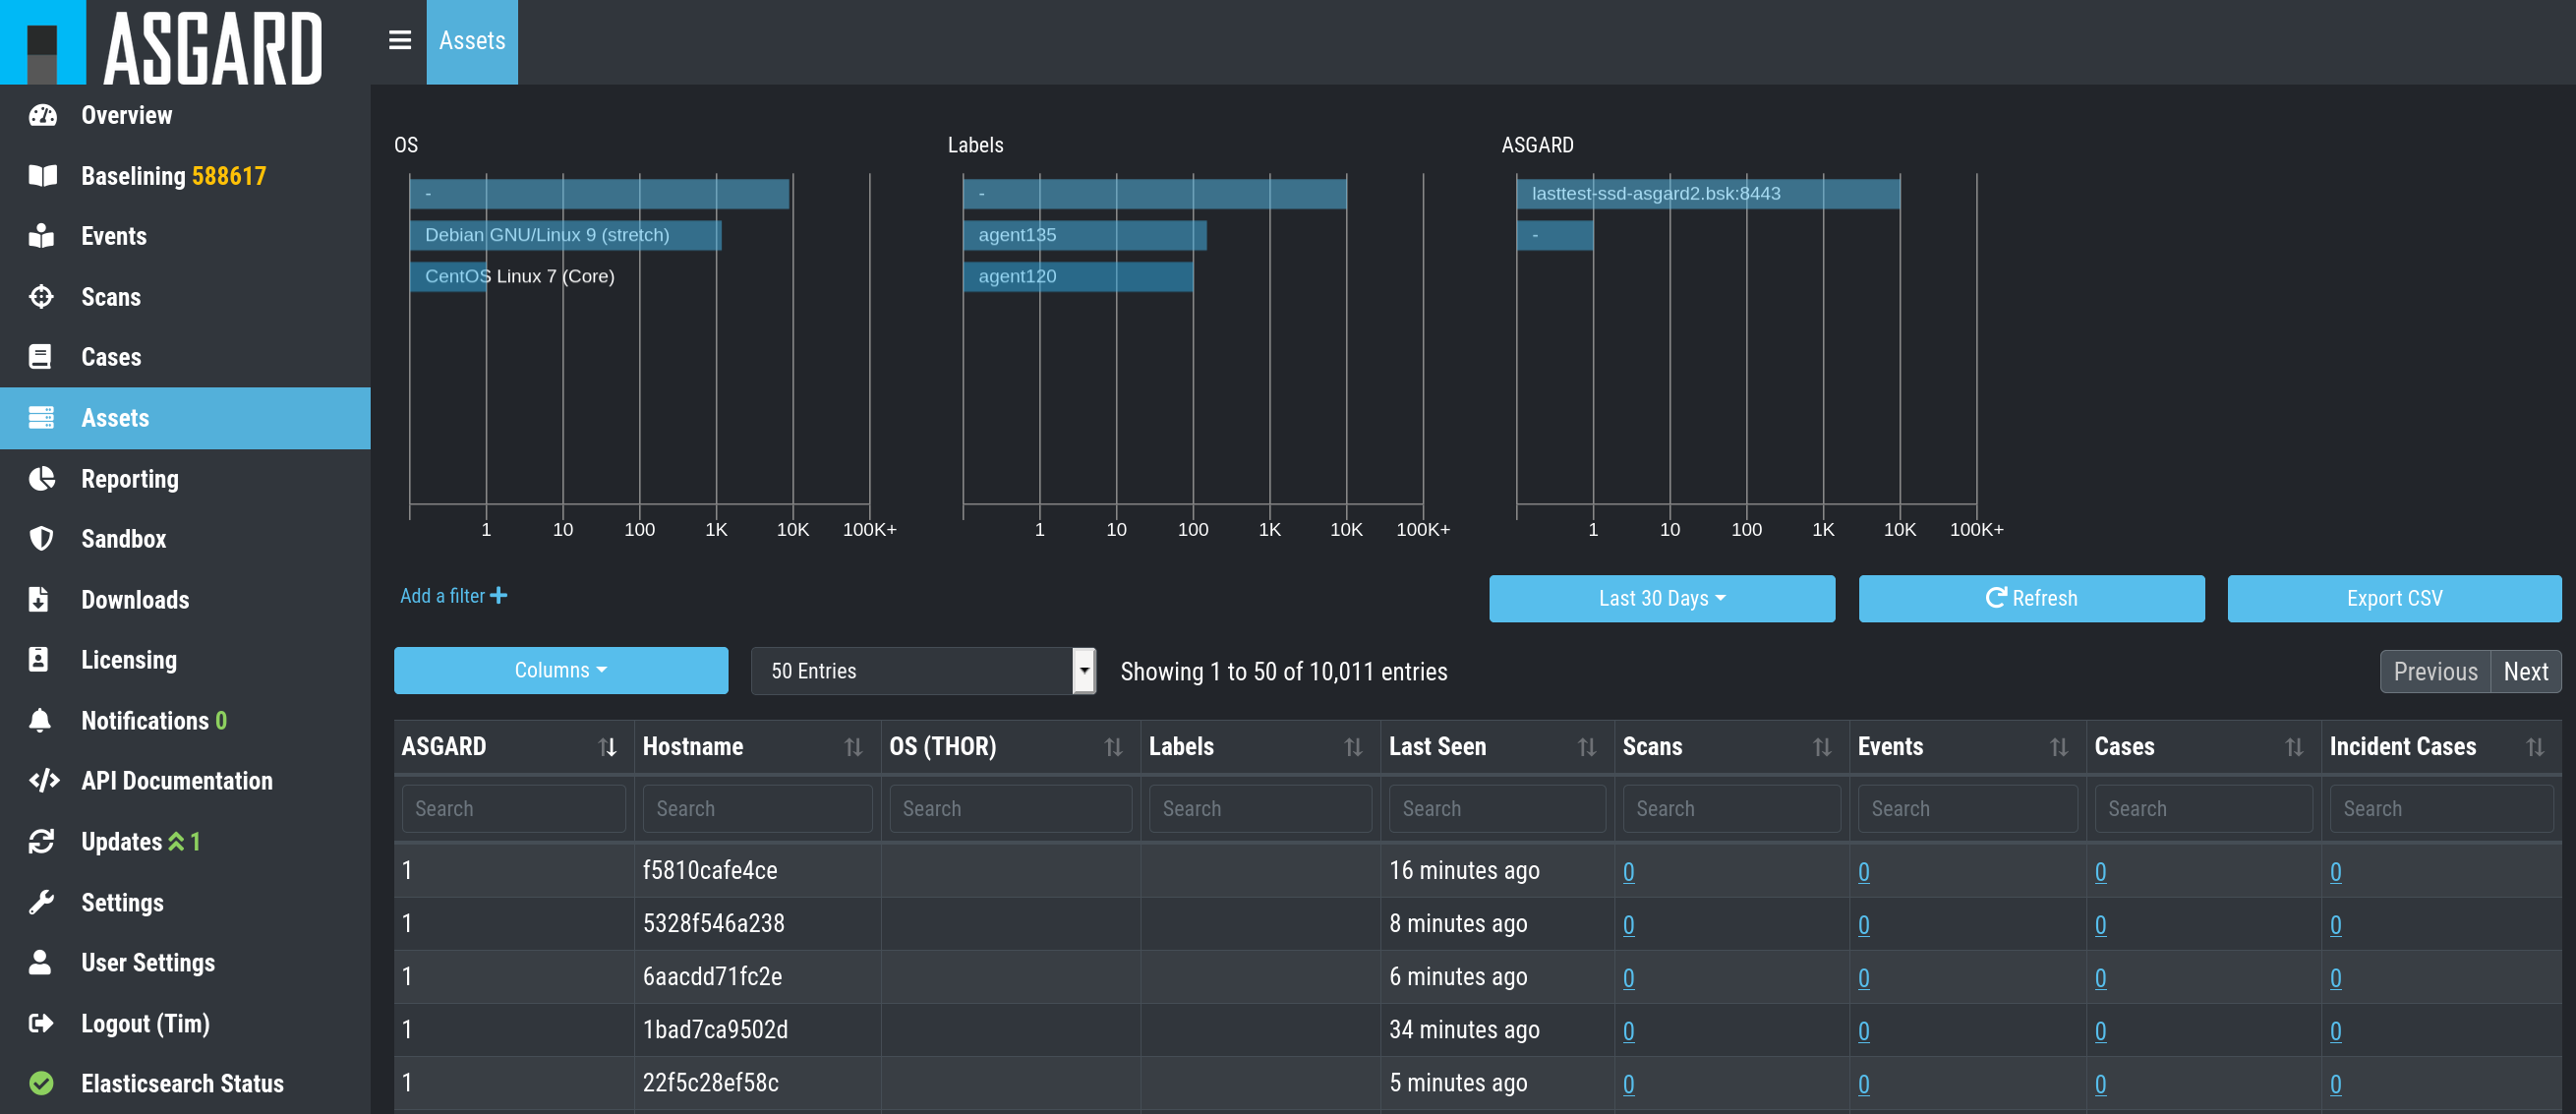 ASGARD
Assets
Overview
Baselining 588617
Events
Scans
Cases
Assets
Reporting
Sandbox
Downloads
Licensing
Notifications 0
API Documentation
Updates 1
Settings
User Settings
Logout (Tim)
Elasticsearch Status
OS
-
Debian GNU/Linux 9 (stretch)
CentOS Linux 7 (Core)
1 10 100 1K 10K 100K+
Labels
-
agent135
agent120
1 10 100 1K 10K 100K+
ASGARD
lasttest-ssd-asgard2.bsk:8443
-
1 10 100 1K 10K 100K+
Add a filter
Last 30 Days
Refresh
Export CSV
Columns
50 Entries
Showing 1 to 50 of 10,011 entries
Previous Next
ASGARD Hostname OS (THOR) Labels Last Seen Scans Events Cases Incident Cases
Search Search Search Search Search Search Search Search Search
1 f5810cafe4ce 16 minutes ago 0 0 0 0
1 5328f546a238 8 minutes ago 0 0 0 0
1 6aacdd71fc2e 6 minutes ago 0 0 0 0
1 1bad7ca9502d 34 minutes ago 0 0 0 0
1 22f5c28ef58c 5 minutes ago 0 0 0 0